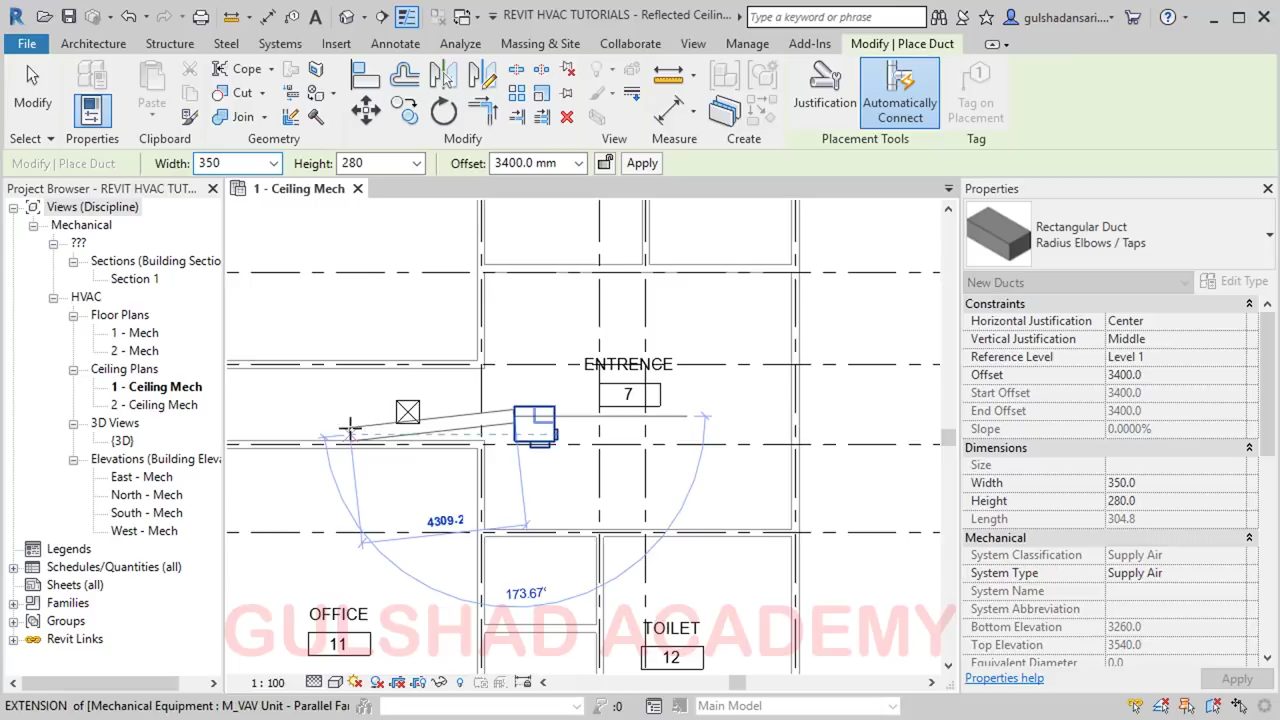 REVIT HVAC TUTORIALS - Reflected Ceilin...
Type a keyword or phrase
gulshadansari....
File Architecture Structure Steel Systems Insert Annotate Analyze Massing & Site Collaborate View Manage Add-Ins Modify | Place Duct
Modify Paste Cope Cut Join Justification Automatically Connect Tag on Placement
Select Properties Clipboard Geometry Modify View Measure Create Placement Tools Tag
Modify | Place Duct Width: 350 Height: 280 Offset: 3400.0 mm Apply
Project Browser - REVIT HVAC TUT...
Views (Discipline)
Mechanical
???
Sections (Building Sectio
Section 1
HVAC
Floor Plans
1 - Mech
2 - Mech
Ceiling Plans
1 - Ceiling Mech
2 - Ceiling Mech
3D Views
{3D}
Elevations (Building Eleva
East - Mech
North - Mech
South - Mech
West - Mech
Legends
Schedules/Quantities (all)
Sheets (all)
Families
Groups
Revit Links
1 - Ceiling Mech
ENTRENCE
7
4309.2
173.67°
OFFICE
11
TOILET
12
GULSHAD ACADEMY
1 : 100
Properties
Rectangular Duct
Radius Elbows / Taps
New Ducts Edit Type
Constraints
Horizontal Justification Center
Vertical Justification Middle
Reference Level Level 1
Offset 3400.0
Start Offset 3400.0
End Offset 3400.0
Slope 0.0000%
Dimensions
Size
Width 350.0
Height 280.0
Length 304.8
Mechanical
System Classification Supply Air
System Type Supply Air
System Name
System Abbreviation
Bottom Elevation 3260.0
Top Elevation 3540.0
Equivalent Diameter 0.0
Properties help Apply
EXTENSION of [Mechanical Equipment : M_VAV Unit - Parallel Fan
:0
Main Model